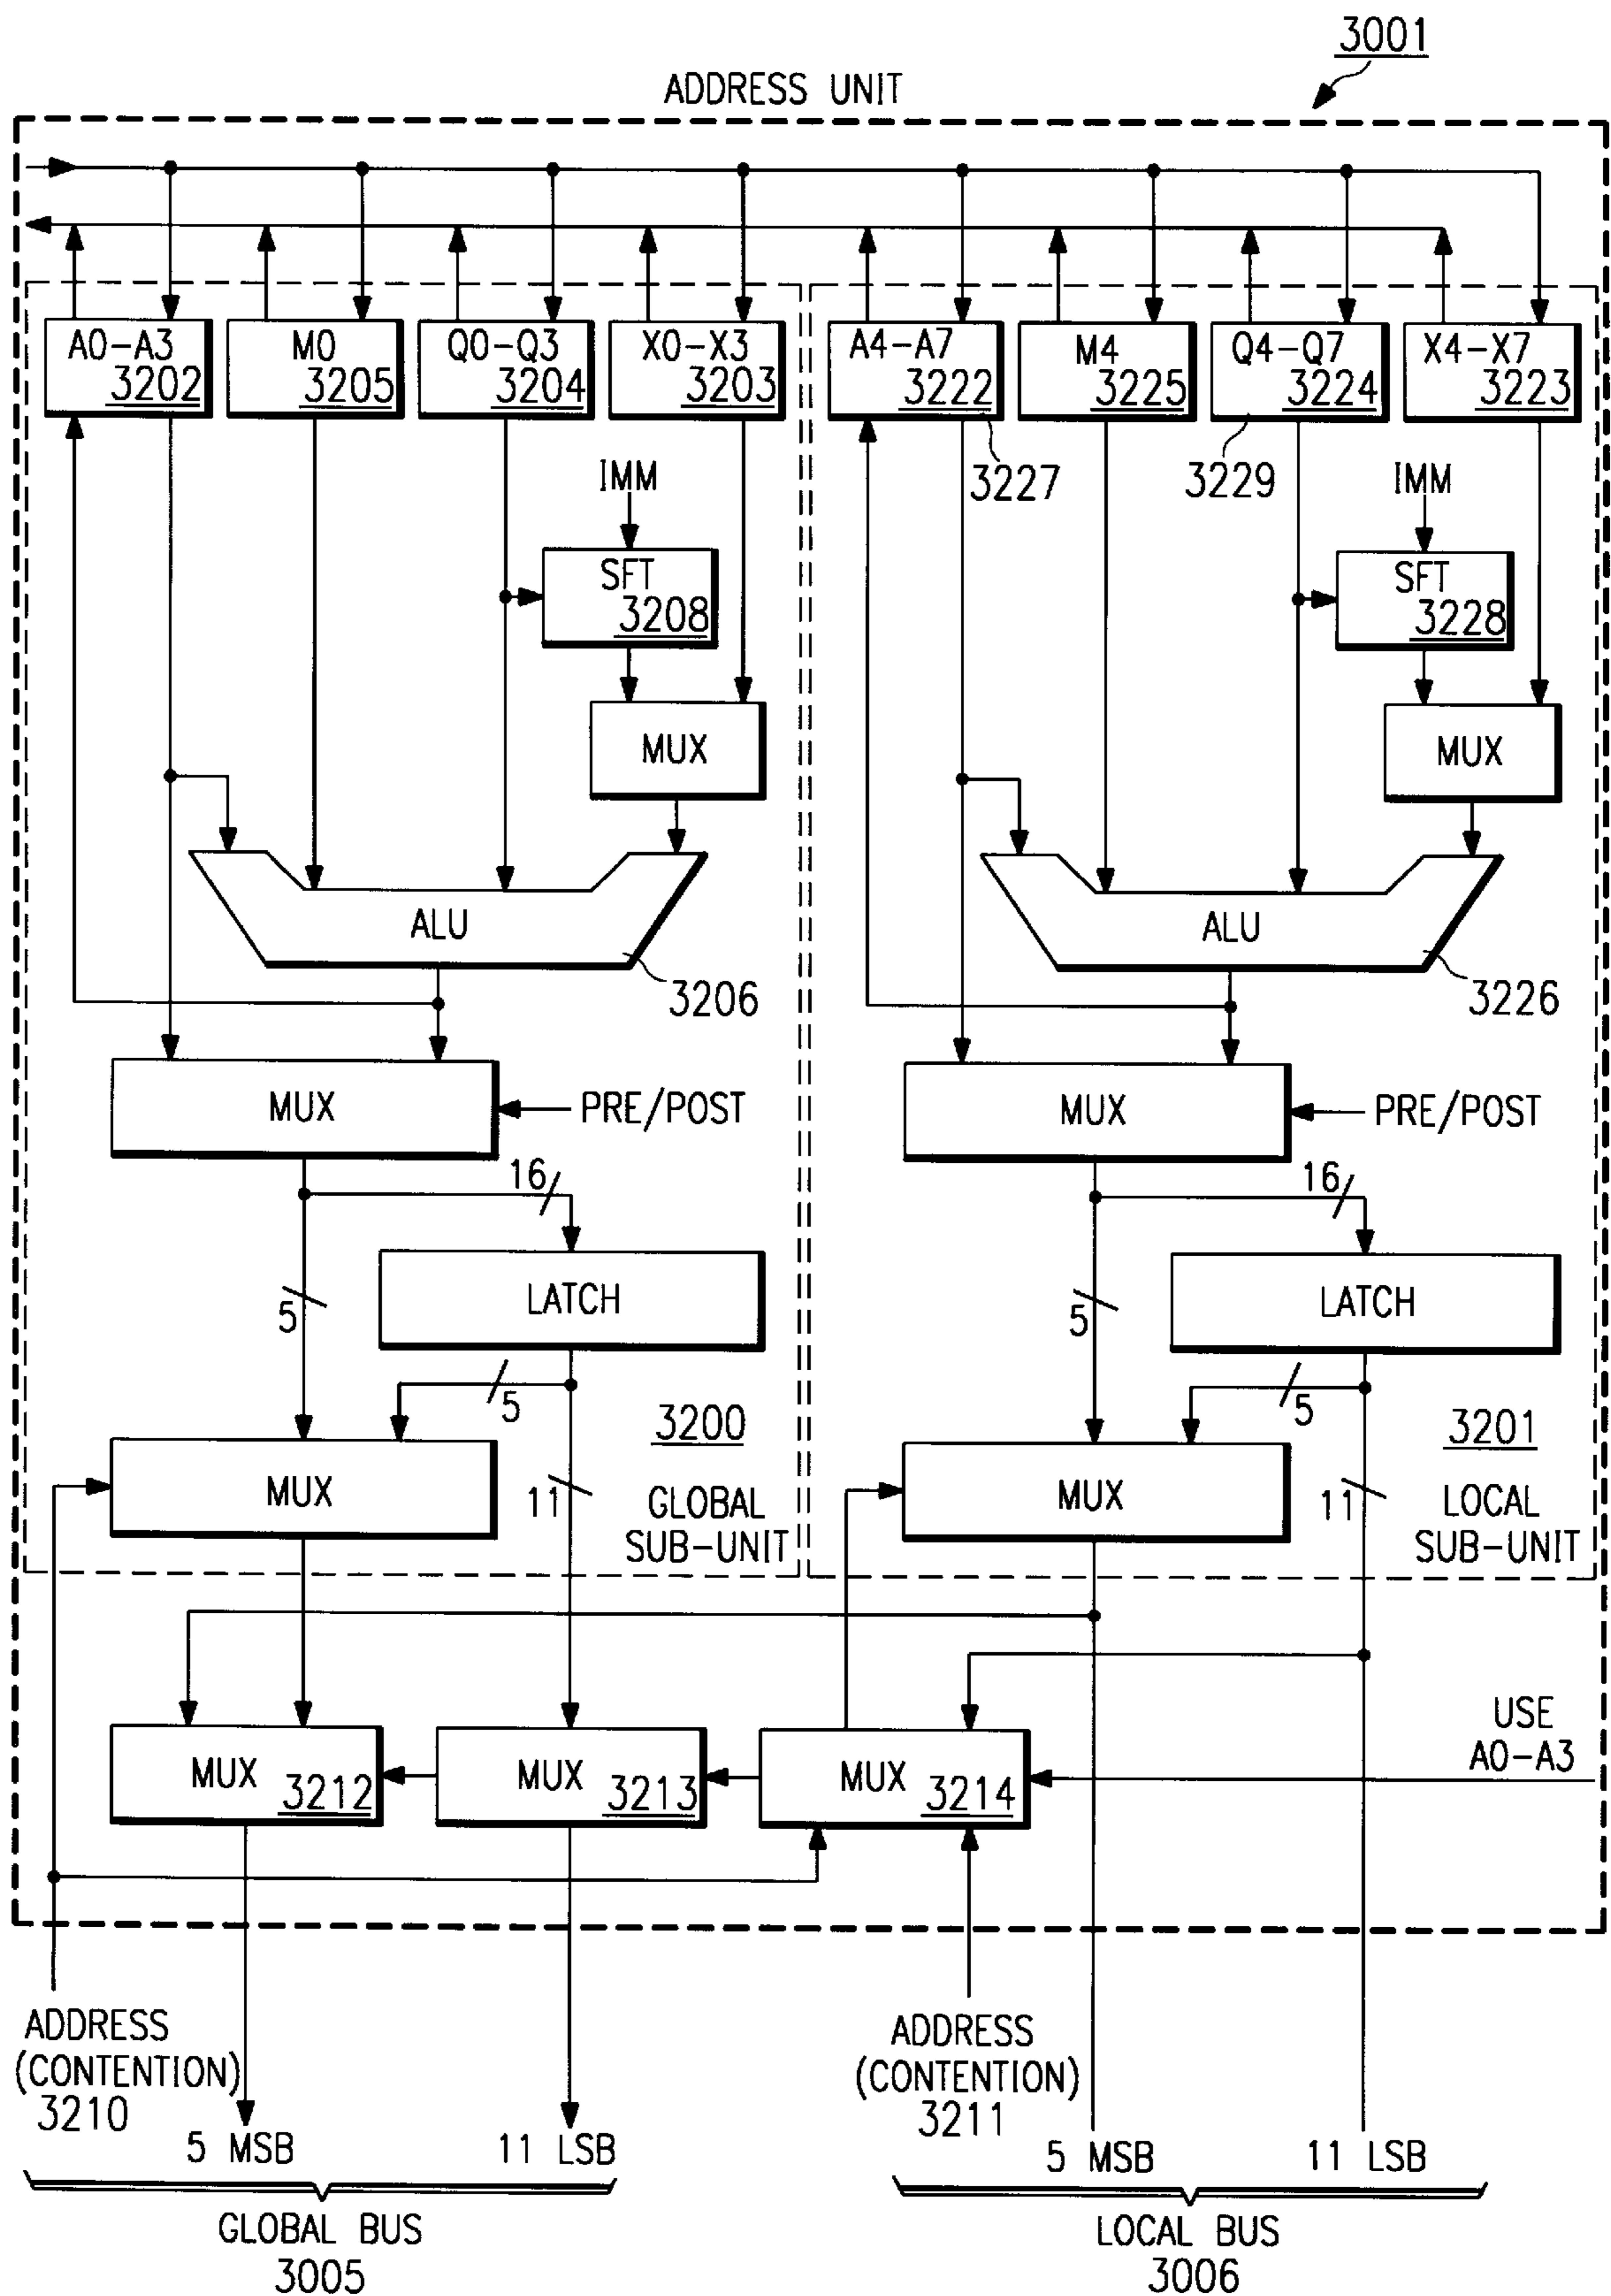 3001
ADDRESS UNIT
A0-A3
3202
M0
3205
Q0-Q3
3204
X0-X3
3203
A4-A7
3222
M4
3225
Q4-Q7
3224
X4-X7
3223
3227
3229
IMM
SFT
3208
MUX
IMM
SFT
3228
MUX
ALU
3206
ALU
3226
MUX
PRE/POST
MUX
PRE/POST
16
5
LATCH
5
16
5
LATCH
5
3200
GLOBAL
SUB-UNIT
MUX
11
3201
LOCAL
SUB-UNIT
MUX
11
MUX
3212
MUX
3213
MUX
3214
USE
A0-A3
ADDRESS
(CONTENTION)
3210
ADDRESS
(CONTENTION)
3211
5 MSB
11 LSB
5 MSB
11 LSB
GLOBAL BUS
3005
LOCAL BUS
3006